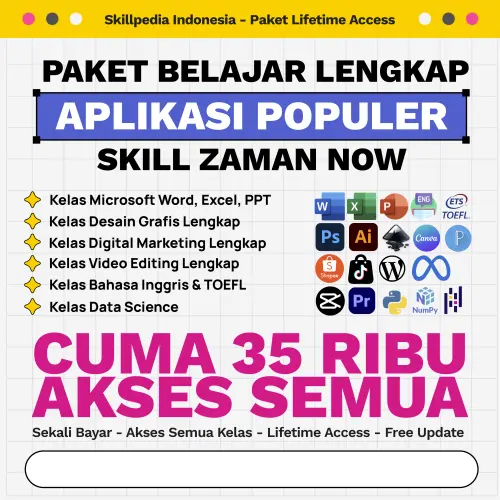 Skillpedia Indonesia - Paket Lifetime Access
PAKET BELAJAR LENGKAP
APLIKASI POPULER
SKILL ZAMAN NOW
Kelas Microsoft Word, Excel, PPT
Kelas Desain Grafis Lengkap
Kelas Digital Marketing Lengkap
Kelas Video Editing Lengkap
Kelas Bahasa Inggris & TOEFL
Kelas Data Science
W X P ENG ETS TOEFL
Ps Ai Canva P
Shopee W
Pr NumPy
CUMA 35 RIBU
AKSES SEMUA
Sekali Bayar - Akses Semua Kelas - Lifetime Access - Free Update